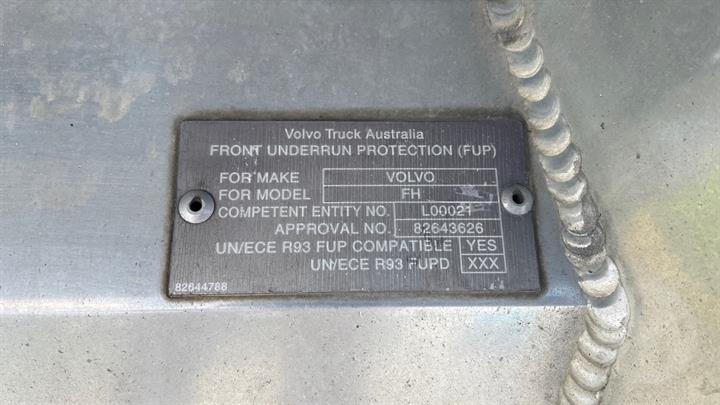 Volvo Truck Australia
FRONT UNDERRUN PROTECTION (FUP)
FOR MAKE VOLVO
FOR MODEL FH
COMPETENT ENTITY NO. L00021
APPROVAL NO. 82643626
UN/ECE R93 FUP COMPATIBLE YES
UN/ECE R93 FUPD XXX
82644788